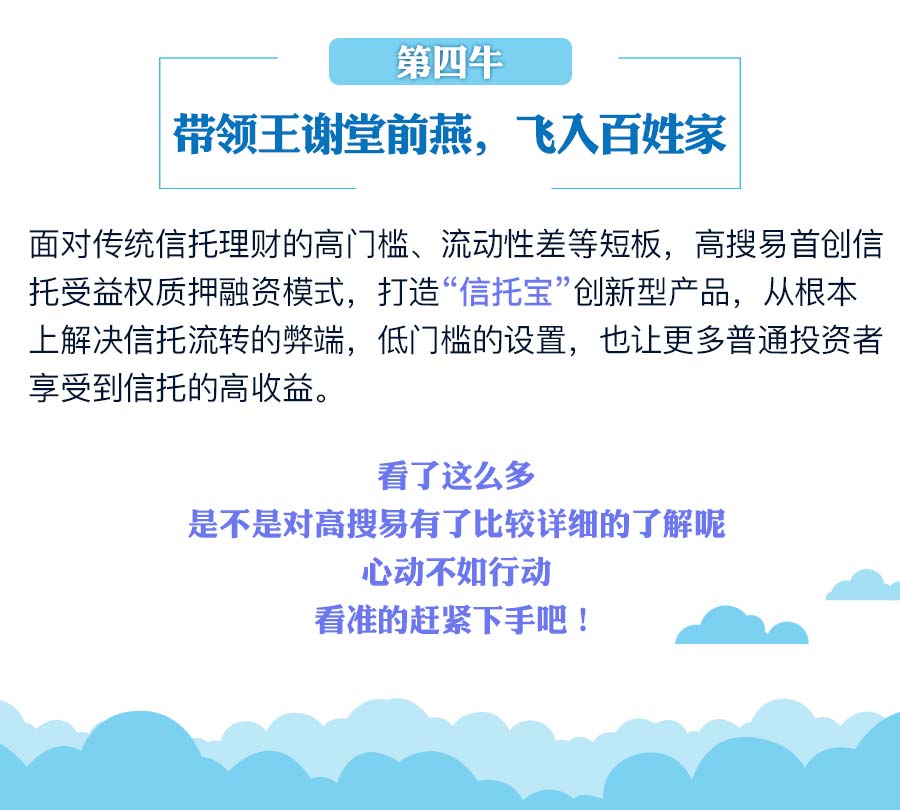 第四牛
带领王谢堂前燕，飞入百姓家
面对传统信托理财的高门槛、流动性差等短板，高搜易首创信
托受益权质押融资模式，打造“信托宝”创新型产品，从根本
上解决信托流转的弊端，低门槛的设置，也让更多普通投资者
享受到信托的高收益。
看了这么多
是不是对高搜易有了比较详细的了解呢
心动不如行动
看准的赶紧下手吧！